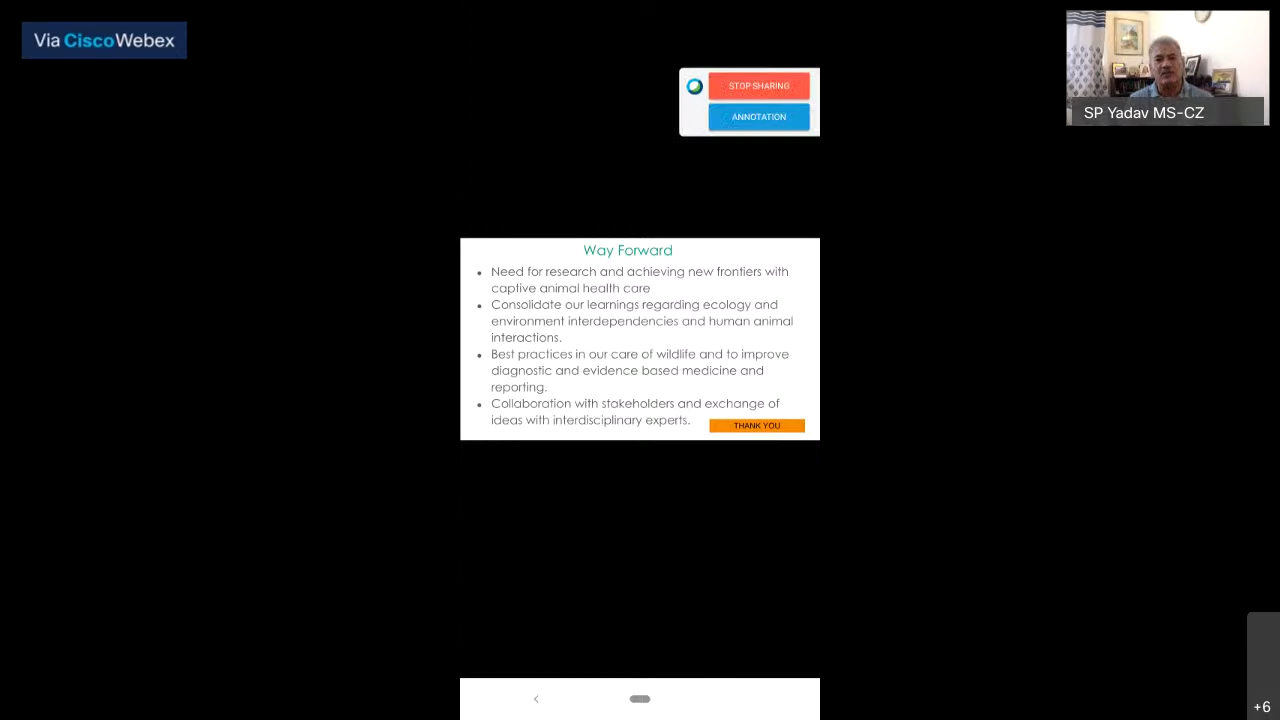 Via CiscoWebex
STOP SHARING
ANNOTATION
SP Yadav MS-CZ
Way Forward
• Need for research and achieving new frontiers with
captive animal health care
• Consolidate our learnings regarding ecology and
environment interdependencies and human animal
interactions.
• Best practices in our care of wildlife and to improve
diagnostic and evidence based medicine and
reporting.
• Collaboration with stakeholders and exchange of
ideas with interdisciplinary experts.
THANK YOU
+6